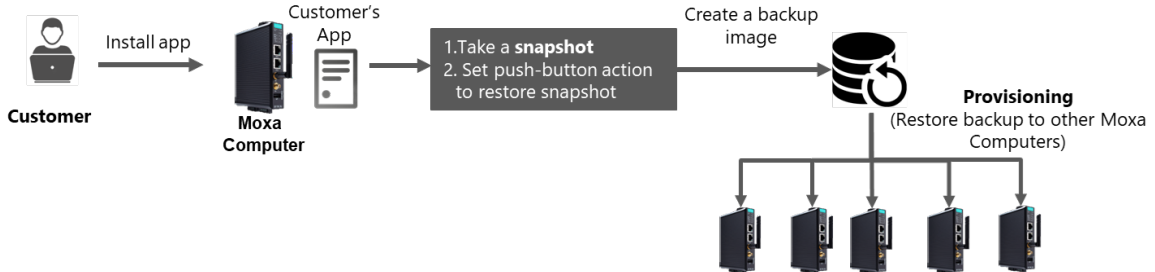 Customer
Install app
Moxa
Computer
Customer's
App
1.Take a snapshot
2. Set push-button action
to restore snapshot
Create a backup
image
Provisioning
(Restore backup to other Moxa
Computers)